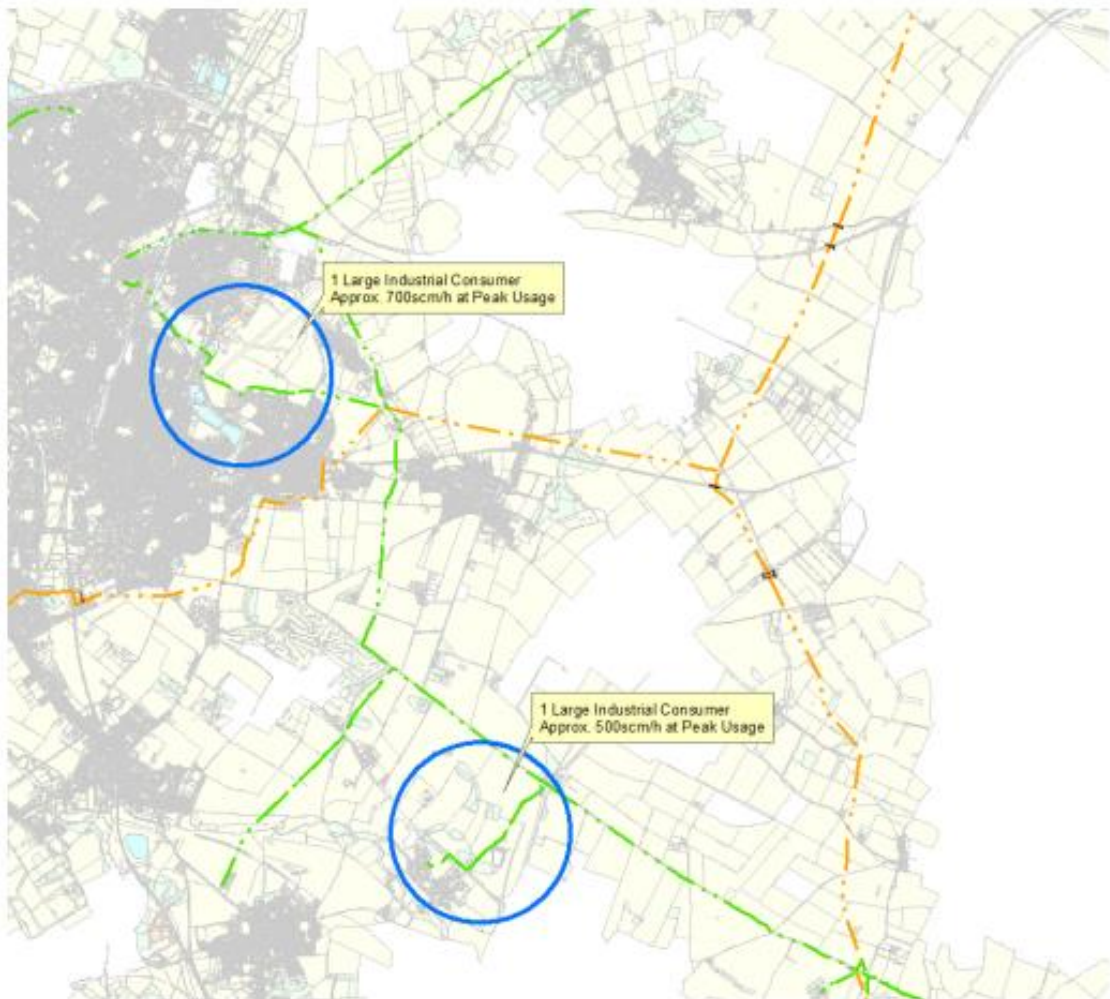 1 Large Industrial Consumer
Approx. 700scm/h at Peak Usage
1 Large Industrial Consumer
Approx. 500scm/h at Peak Usage